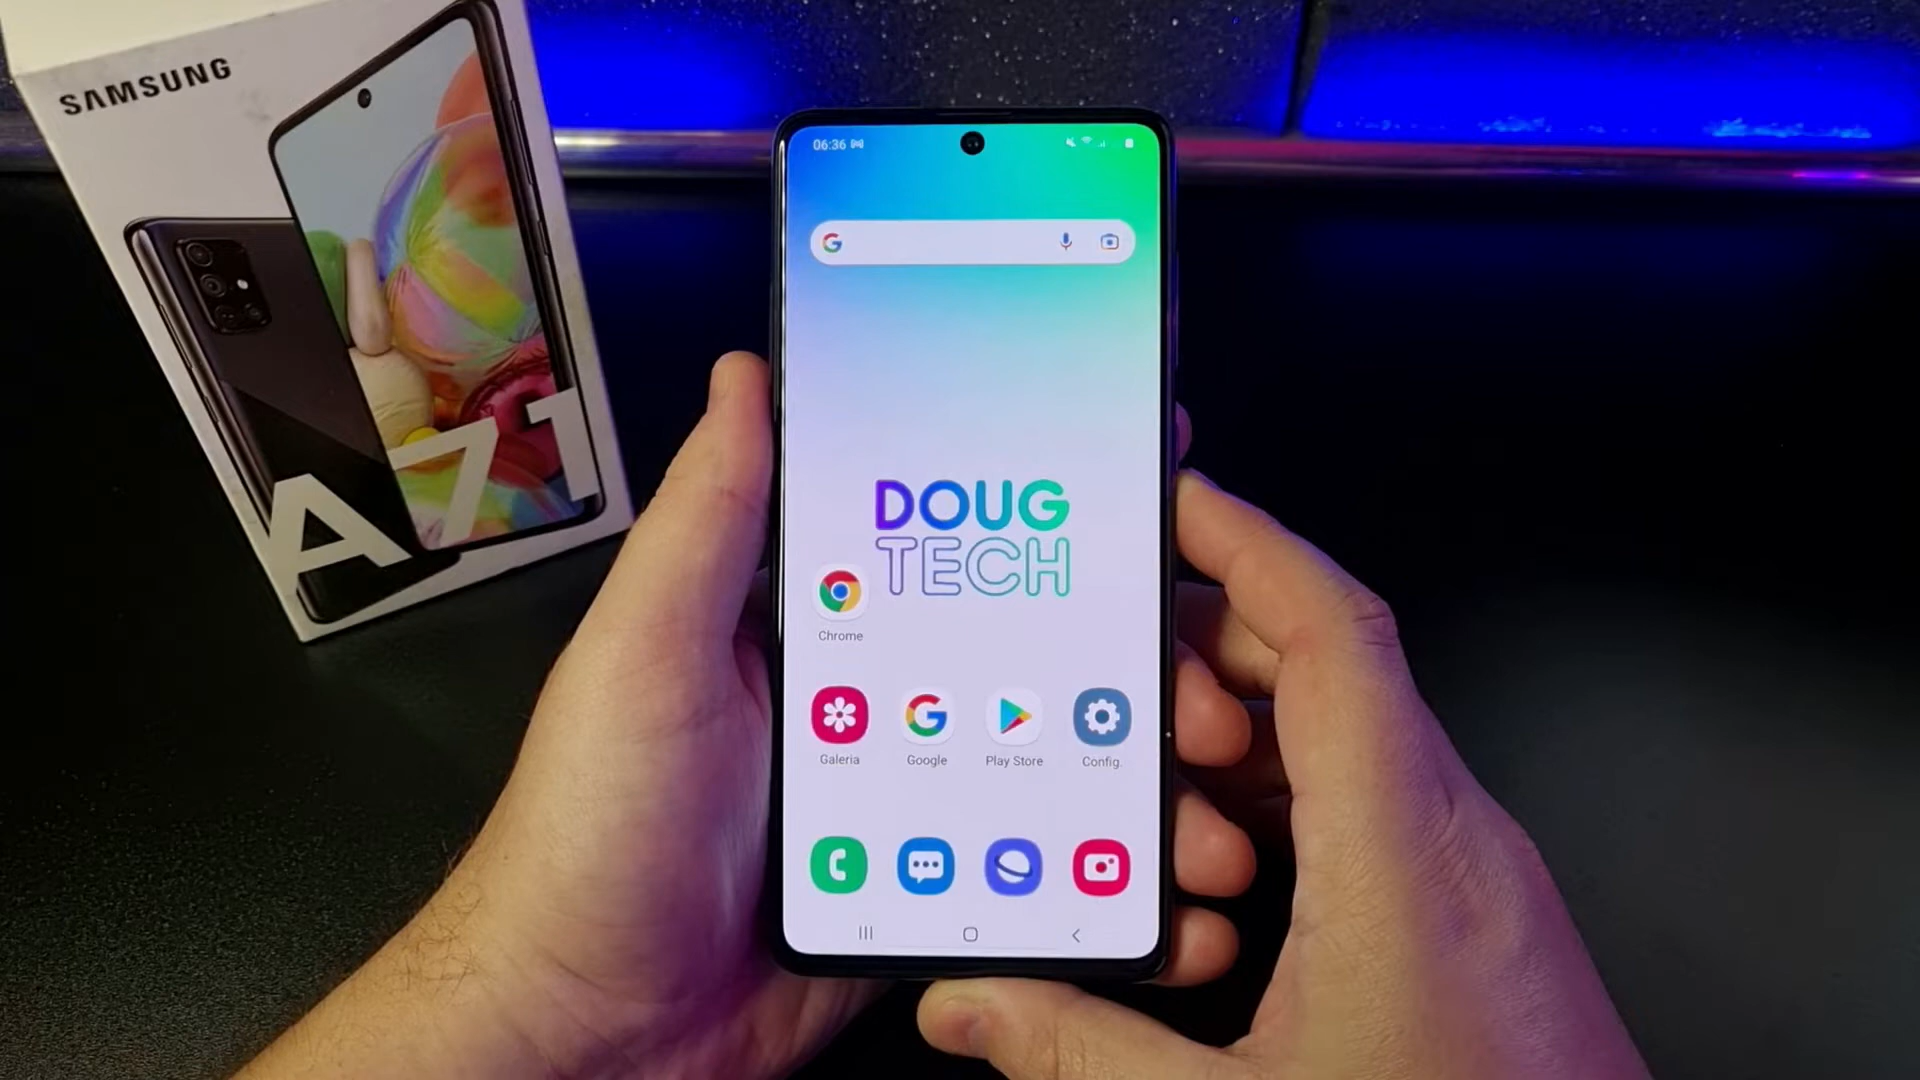 SAMSUNG
A71
06:36
DOUG
TECH
Chrome
Galeria
Google
Play Store
Config.